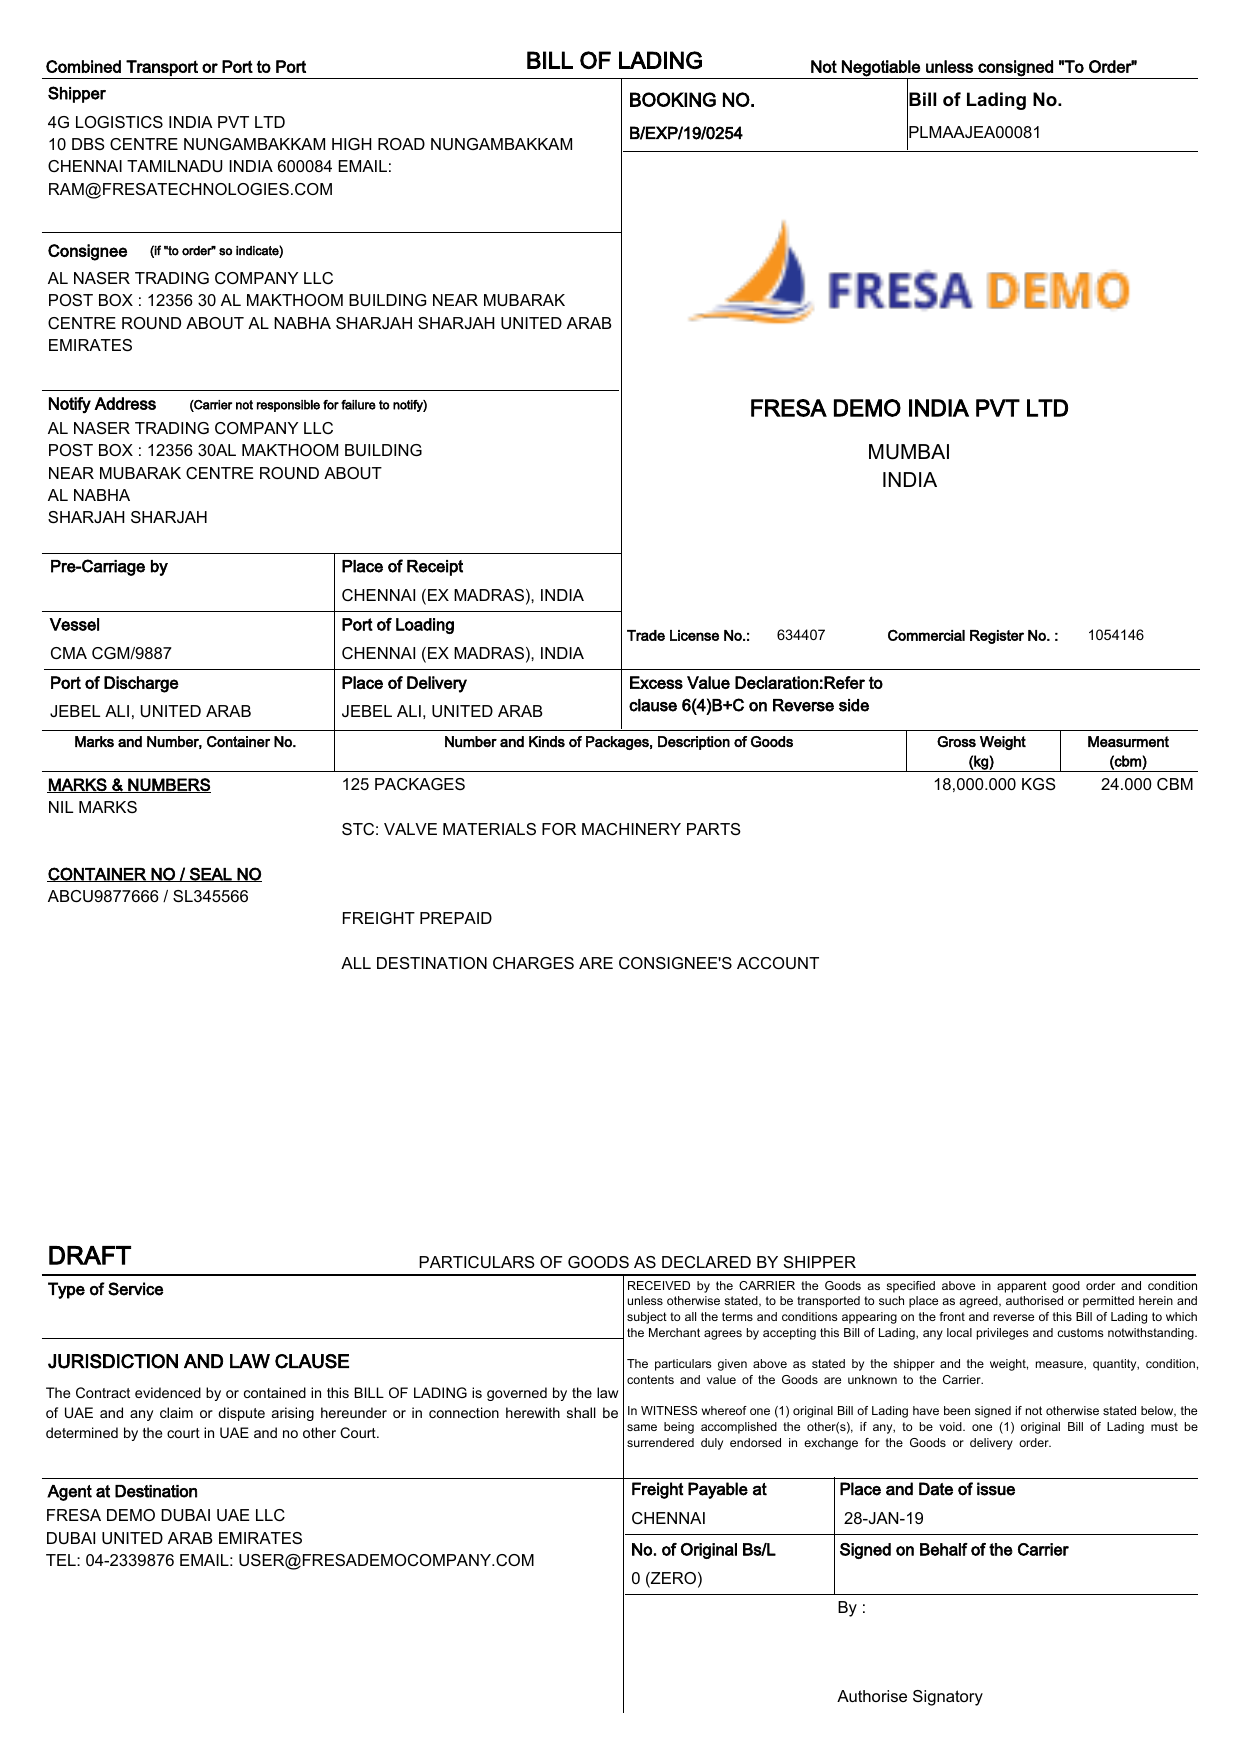 Combined Transport or Port to Port
BILL OF LADING
Not Negotiable unless consigned "To Order"
Shipper
4G LOGISTICS INDIA PVT LTD
10 DBS CENTRE NUNGAMBAKKAM HIGH ROAD NUNGAMBAKKAM
CHENNAI TAMILNADU INDIA 600084 EMAIL:
RAM@FRESATECHNOLOGIES.COM
BOOKING NO.
B/EXP/19/0254
Bill of Lading No.
PLMAAJEA00081
Consignee (if "to order" so indicate)
AL NASER TRADING COMPANY LLC
POST BOX : 12356 30 AL MAKTHOOM BUILDING NEAR MUBARAK
CENTRE ROUND ABOUT AL NABHA SHARJAH SHARJAH UNITED ARAB
EMIRATES
FRESA DEMO
Notify Address (Carrier not responsible for failure to notify)
AL NASER TRADING COMPANY LLC
POST BOX : 12356 30AL MAKTHOOM BUILDING
NEAR MUBARAK CENTRE ROUND ABOUT
AL NABHA
SHARJAH SHARJAH
FRESA DEMO INDIA PVT LTD
MUMBAI
INDIA
Pre-Carriage by
Place of Receipt
CHENNAI (EX MADRAS), INDIA
Vessel
CMA CGM/9887
Port of Loading
CHENNAI (EX MADRAS), INDIA
Trade License No.: 634407 Commercial Register No. : 1054146
Port of Discharge
JEBEL ALI, UNITED ARAB
Place of Delivery
JEBEL ALI, UNITED ARAB
Excess Value Declaration:Refer to
clause 6(4)B+C on Reverse side
Marks and Number, Container No.
Number and Kinds of Packages, Description of Goods
Gross Weight
(kg)
Measurment
(cbm)
MARKS & NUMBERS
NIL MARKS
125 PACKAGES
18,000.000 KGS
24.000 CBM
STC: VALVE MATERIALS FOR MACHINERY PARTS
CONTAINER NO / SEAL NO
ABCU9877666 / SL345566
FREIGHT PREPAID
ALL DESTINATION CHARGES ARE CONSIGNEE'S ACCOUNT
DRAFT
PARTICULARS OF GOODS AS DECLARED BY SHIPPER
Type of Service
RECEIVED by the CARRIER the Goods as specified above in apparent good order and condition
unless otherwise stated, to be transported to such place as agreed, authorised or permitted herein and
subject to all the terms and conditions appearing on the front and reverse of this Bill of Lading to which
the Merchant agrees by accepting this Bill of Lading, any local privileges and customs notwithstanding.
The particulars given above as stated by the shipper and the weight, measure, quantity, condition,
contents and value of the Goods are unknown to the Carrier.
In WITNESS whereof one (1) original Bill of Lading have been signed if not otherwise stated below, the
same being accomplished the other(s), if any, to be void. one (1) original Bill of Lading must be
surrendered duly endorsed in exchange for the Goods or delivery order.
JURISDICTION AND LAW CLAUSE
The Contract evidenced by or contained in this BILL OF LADING is governed by the law
of UAE and any claim or dispute arising hereunder or in connection herewith shall be
determined by the court in UAE and no other Court.
Agent at Destination
FRESA DEMO DUBAI UAE LLC
DUBAI UNITED ARAB EMIRATES
TEL: 04-2339876 EMAIL: USER@FRESADEMOCOMPANY.COM
Freight Payable at
CHENNAI
Place and Date of issue
28-JAN-19
No. of Original Bs/L
0 (ZERO)
Signed on Behalf of the Carrier
By :
Authorise Signatory